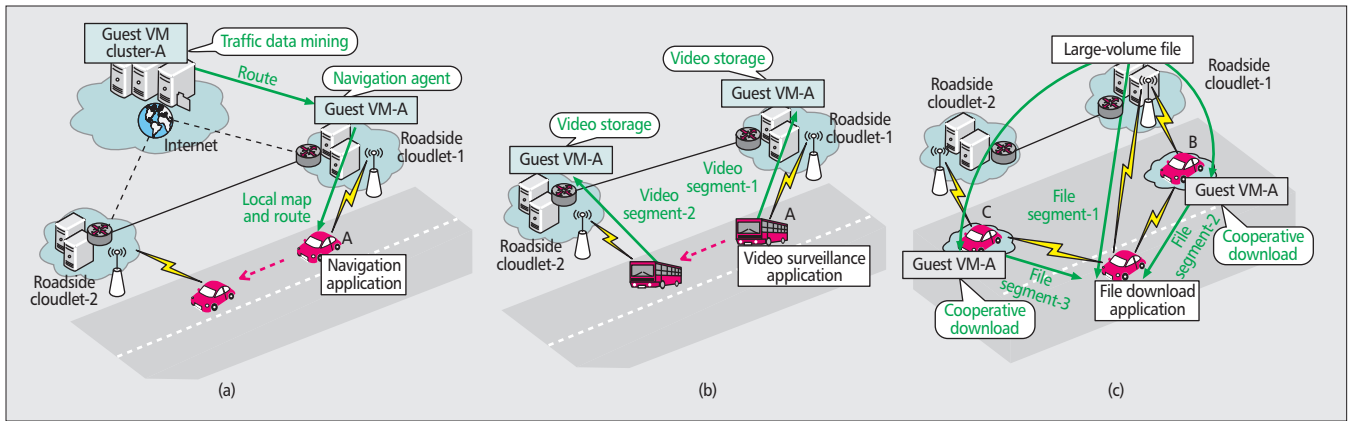 Guest VM
cluster-A
Traffic data mining
Route
Navigation agent
Guest VM-A
Internet
Roadside
cloudlet-1
Local map
and route
A
Roadside
cloudlet-2
Navigation
application
(a)
Video storage
Guest VM-A
Roadside
cloudlet-1
Video storage
Guest VM-A
Video
segment-1
Video
segment-2
A
Roadside
cloudlet-2
Video surveillance
application
(b)
Large-volume file
Roadside
cloudlet-1
Roadside
cloudlet-2
B
Guest VM-A
File
segment-1
File
segment-2
Cooperative
download
C
Guest VM-A
File
segment-3
File download
application
Cooperative
download
(c)